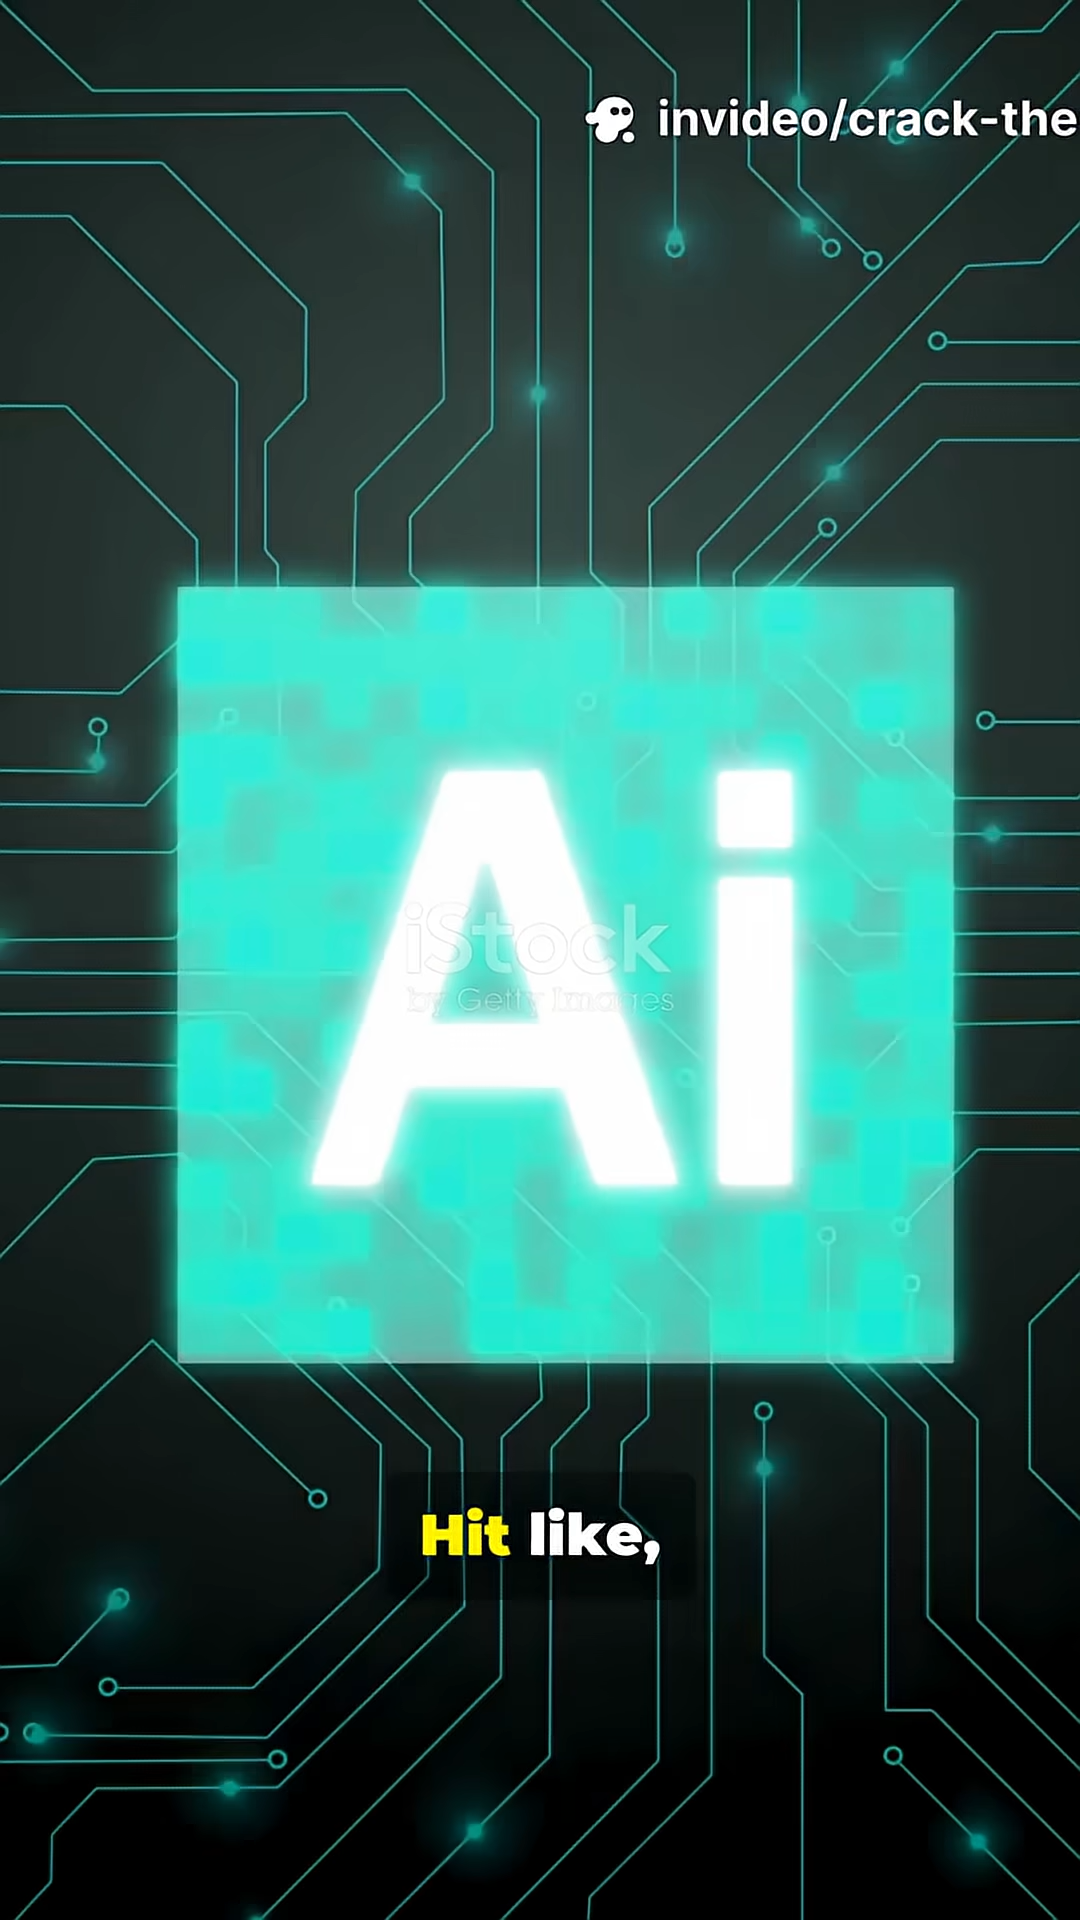 invideo/crack-the
Ai
iStock
by Getty Images
Hit like,